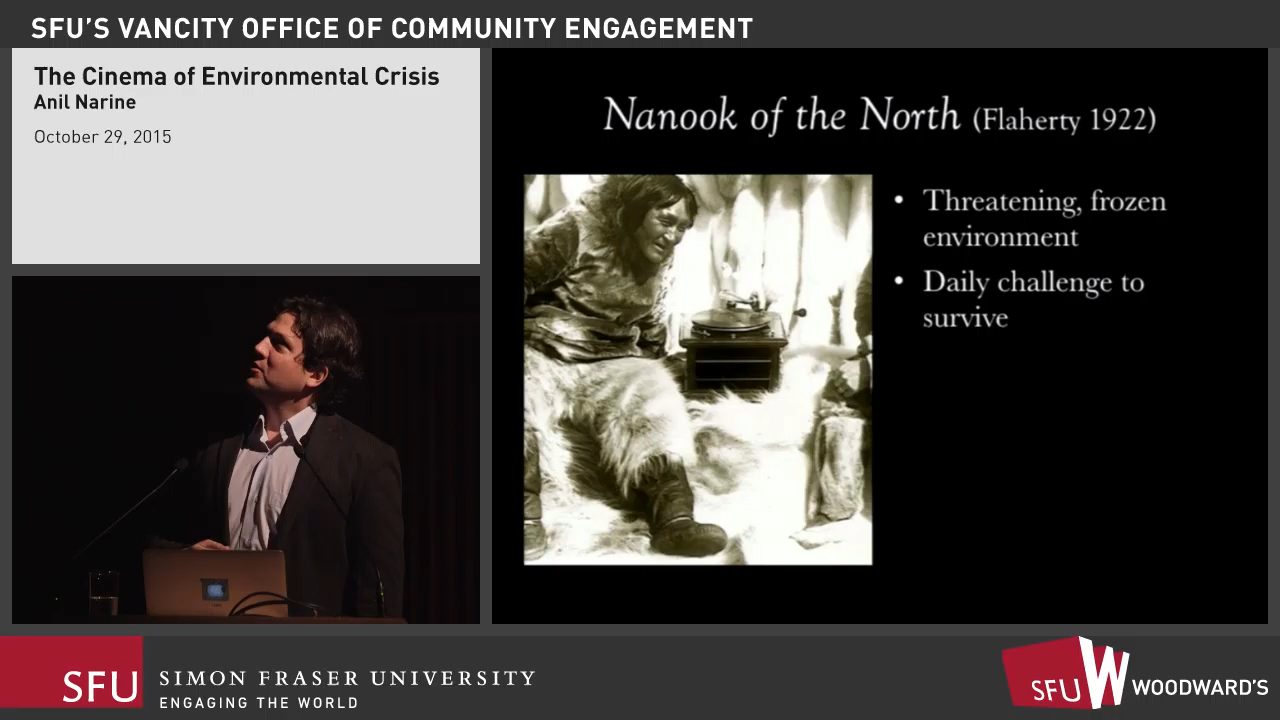 SFU'S VANCITY OFFICE OF COMMUNITY ENGAGEMENT
The Cinema of Environmental Crisis
Anil Narine
October 29, 2015
Nanook of the North (Flaherty 1922)
• Threatening, frozen
environment
• Daily challenge to
survive
SFU
SIMON FRASER UNIVERSITY
ENGAGING THE WORLD
SFU W WOODWARD'S